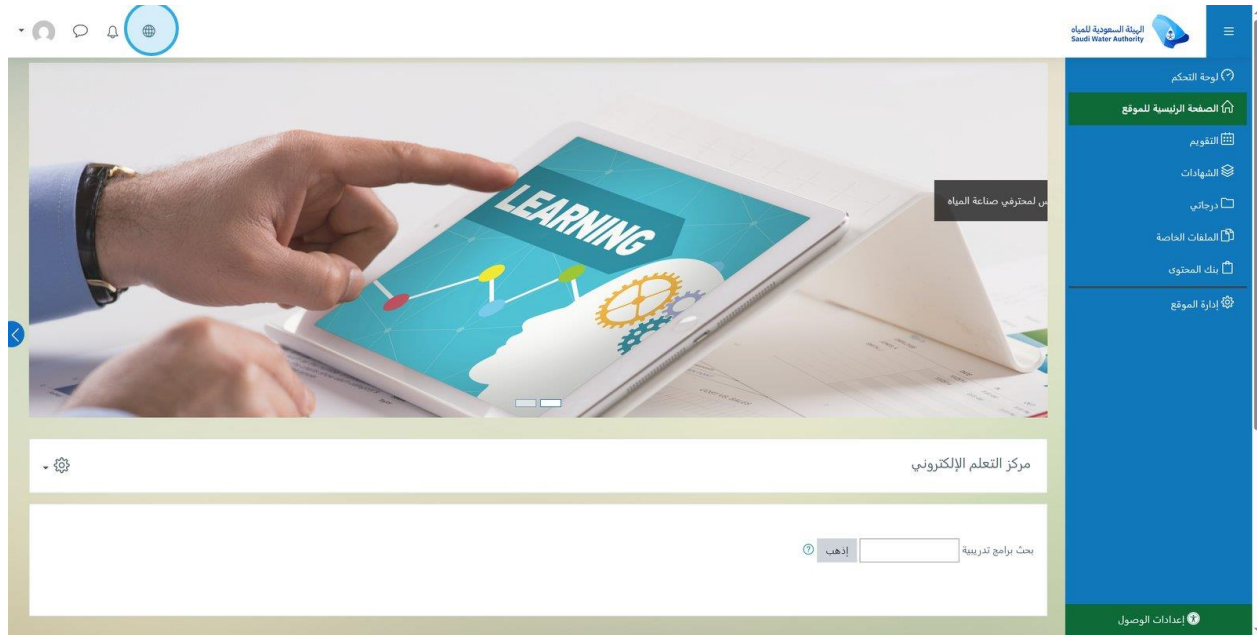 الهيئة السعودية للمياه
Saudi Water Authority
لوحة التحكم
الصفحة الرئيسية للموقع
التقويم
الشهادات
درجاتي
الملفات الخاصة
بنك المحتوى
إدارة الموقع
إعدادات الوصول
LEARNING
س لمحترفي صناعة المياه
مركز التعلم الإلكتروني
بحث برامج تدريبية
إذهب